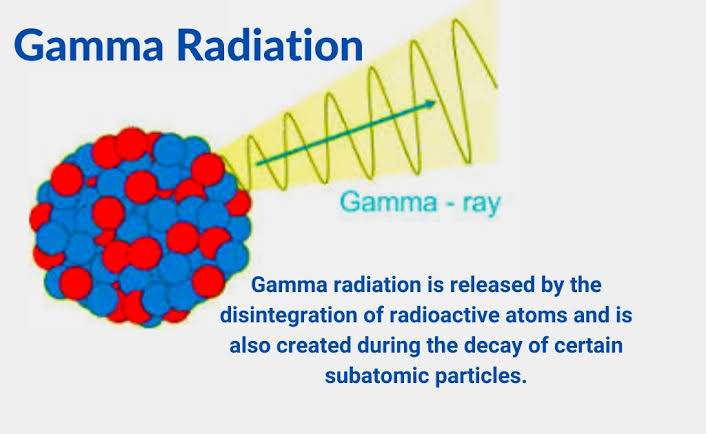 Gamma Radiation
Gamma - ray
Gamma radiation is released by the
disintegration of radioactive atoms and is
also created during the decay of certain
subatomic particles.